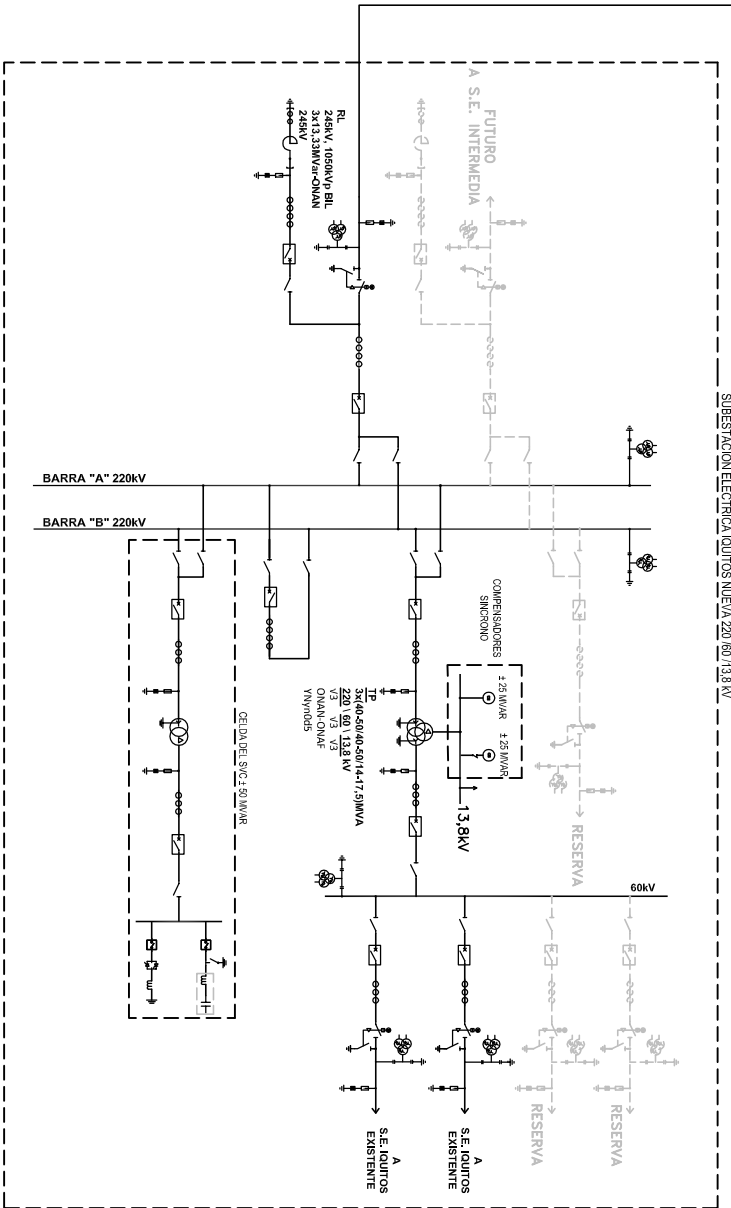 SUBESTACION ELECTRICA IQUITOS NUEVA 220 /60 /13,8 kV
FUTURO
A S.E. INTERMEDIA
RL
245kV, 1050kVp BIL
3x13,33MVar-ONAN
245kV
BARRA "A" 220kV
BARRA "B" 220kV
COMPENSADORES
SINCRONO
± 25 MVAR
± 25 MVAR
13,8kV
TP
3x(40-50/40-50/14-17,5)MVA
220 \ 60 \ 13,8 kV
√3 √3 √3
ONAN-ONAF
YNyn0d5
CELDA DEL SVC ± 50 MVAR
RESERVA
60kV
A
S.E. IQUITOS
EXISTENTE
A
S.E. IQUITOS
EXISTENTE
RESERVA
RESERVA